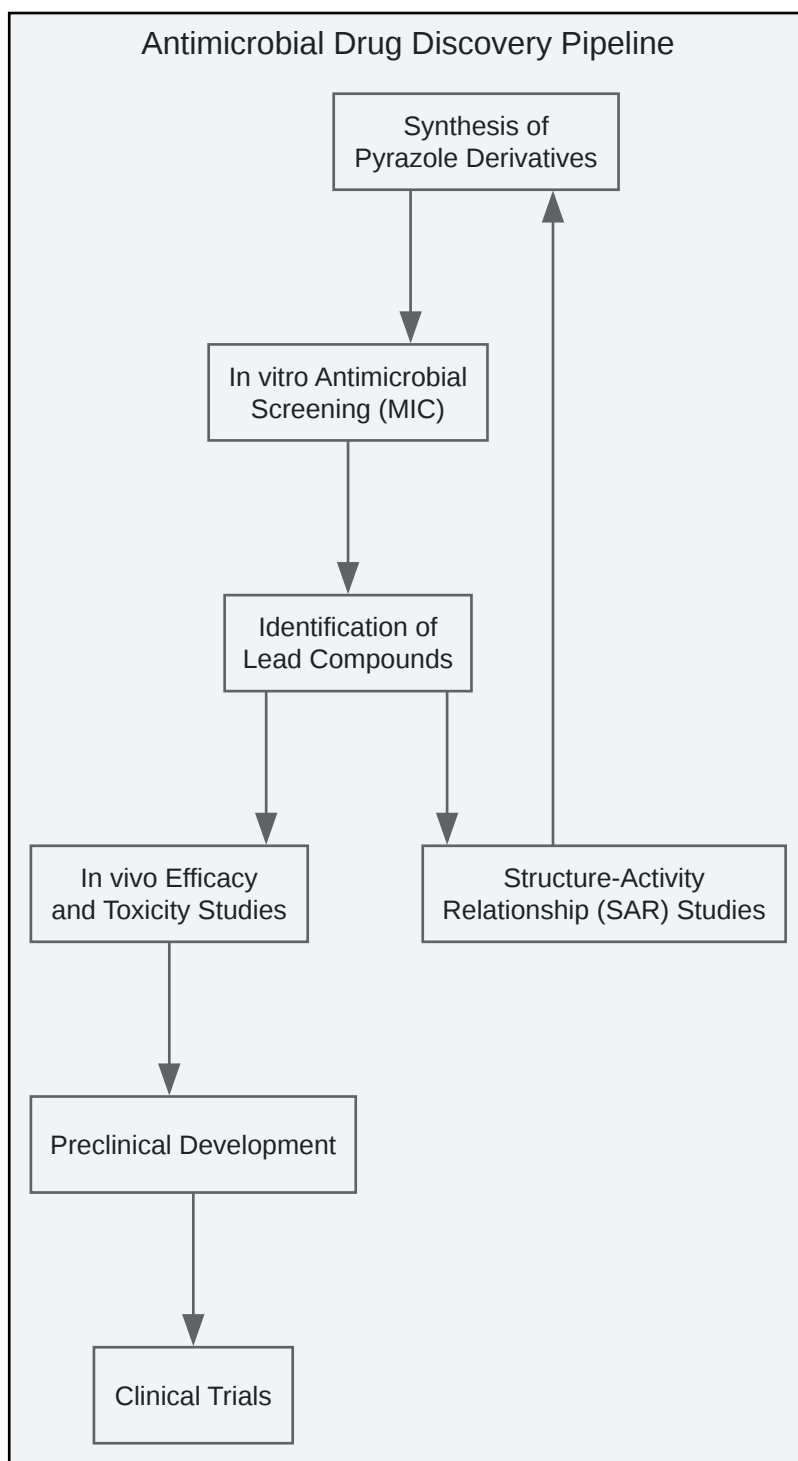 Antimicrobial Drug Discovery Pipeline
Synthesis of
Pyrazole Derivatives
In vitro Antimicrobial
Screening (MIC)
Identification of
Lead Compounds
In vivo Efficacy
and Toxicity Studies
Structure-Activity
Relationship (SAR) Studies
Preclinical Development
Clinical Trials